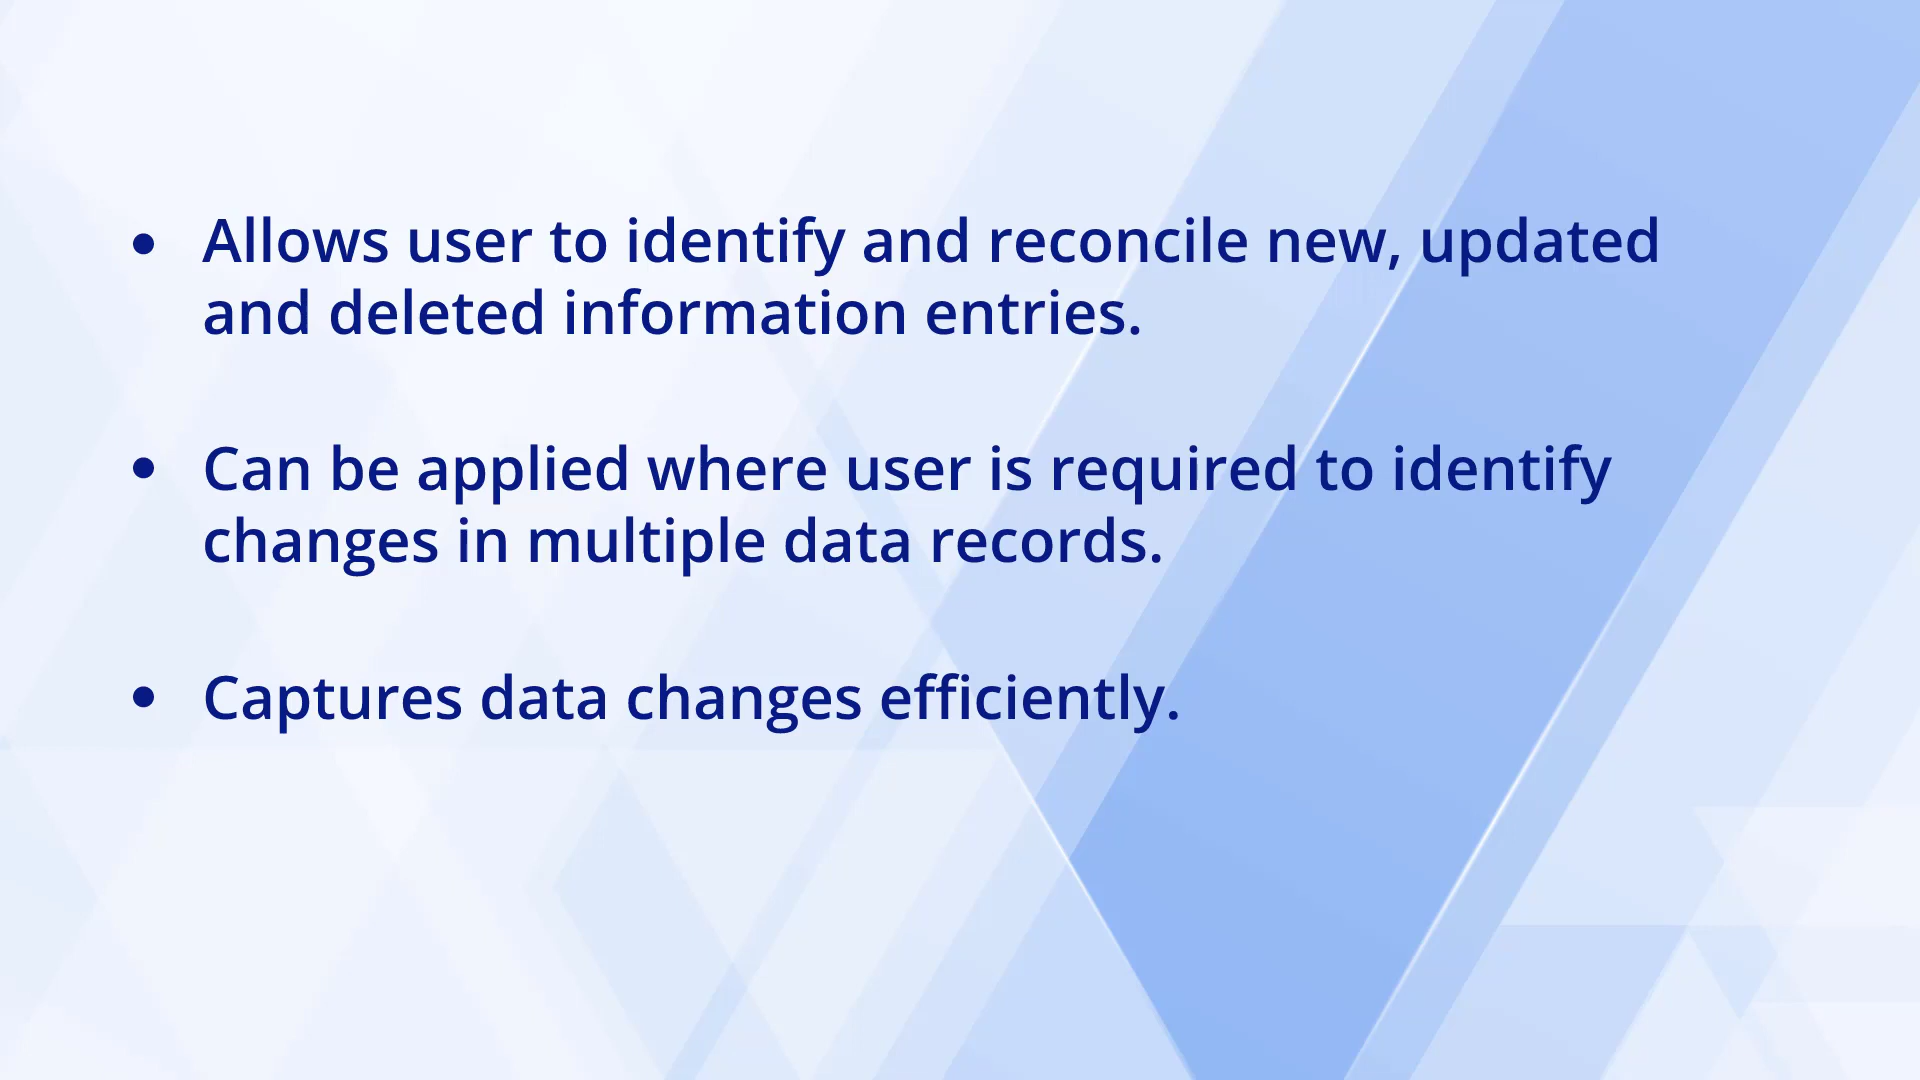 • Allows user to identify and reconcile new, updated
and deleted information entries.
• Can be applied where user is required to identify
changes in multiple data records.
• Captures data changes efficiently.